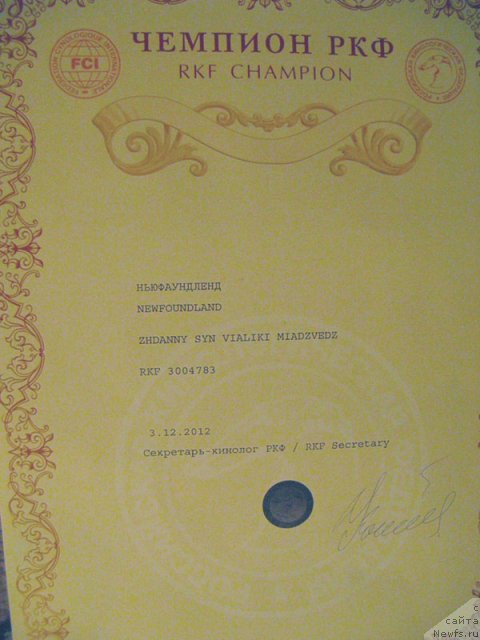 ЧЕМПИОН РКФ
RKF CHAMPION
FCI
НЬЮФАУНДЛЕНД
NEWFOUNDLAND
ZHDANNY SYN VIALIKI MIADZVEDZ
RKF 3004783
3.12.2012
Секретарь-кинолог РКФ / RKF Secretary
с
сайта
Newfs.ru